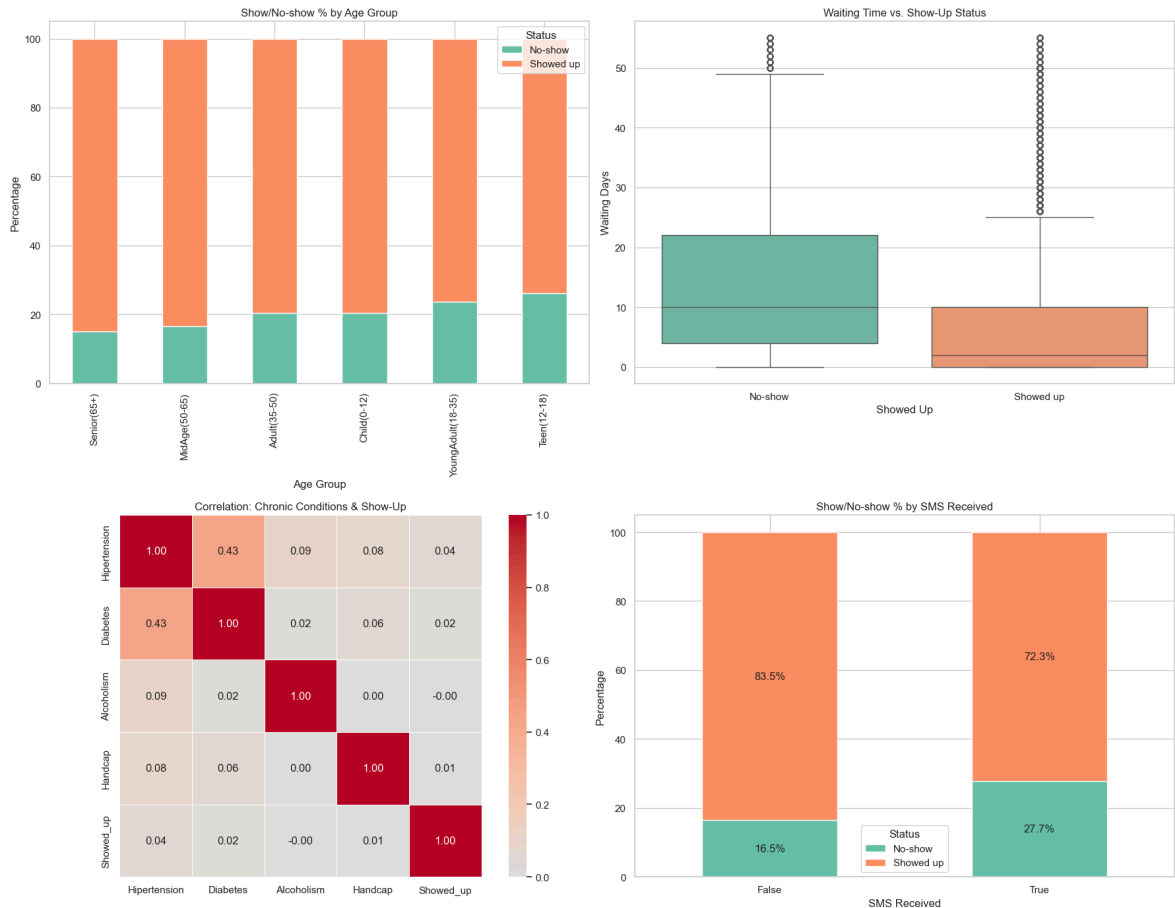 Show/No-show % by Age Group
Status
No-show
Showed up
Percentage
100
80
60
40
20
0
Senior(65+)
MidAge(50-65)
Adult(35-50)
Child(0-12)
YoungAdult(18-35)
Teen(12-18)
Age Group
Waiting Time vs. Show-Up Status
Waiting Days
50
40
30
20
10
0
No-show
Showed up
Showed Up
Correlation: Chronic Conditions & Show-Up
Hipertension
1.00 0.43 0.09 0.08 0.04
Diabetes
0.43 1.00 0.02 0.06 0.02
Alcoholism
0.09 0.02 1.00 0.00 -0.00
Handcap
0.08 0.06 0.00 1.00 0.01
Showed_up
0.04 0.02 -0.00 0.01 1.00
Hipertension Diabetes Alcoholism Handcap Showed_up
1.0
0.8
0.6
0.4
0.2
0.0
Show/No-show % by SMS Received
Percentage
100
80
60
40
20
0
83.5%
72.3%
16.5%
27.7%
Status
No-show
Showed up
False
True
SMS Received